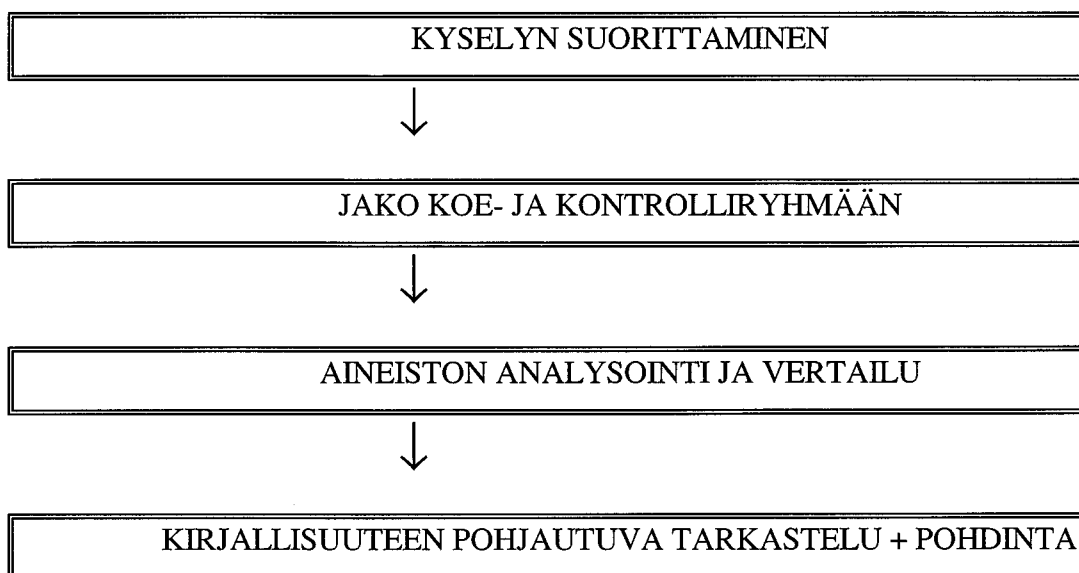 KYSELYN SUORITTAMINEN
JAKO KOE- JA KONTROLLIRYHMÄÄN
AINEISTON ANALYSOINTI JA VERTAILU
KIRJALLISUUTEEN POHJAUTUVA TARKASTELU + POHDINTA